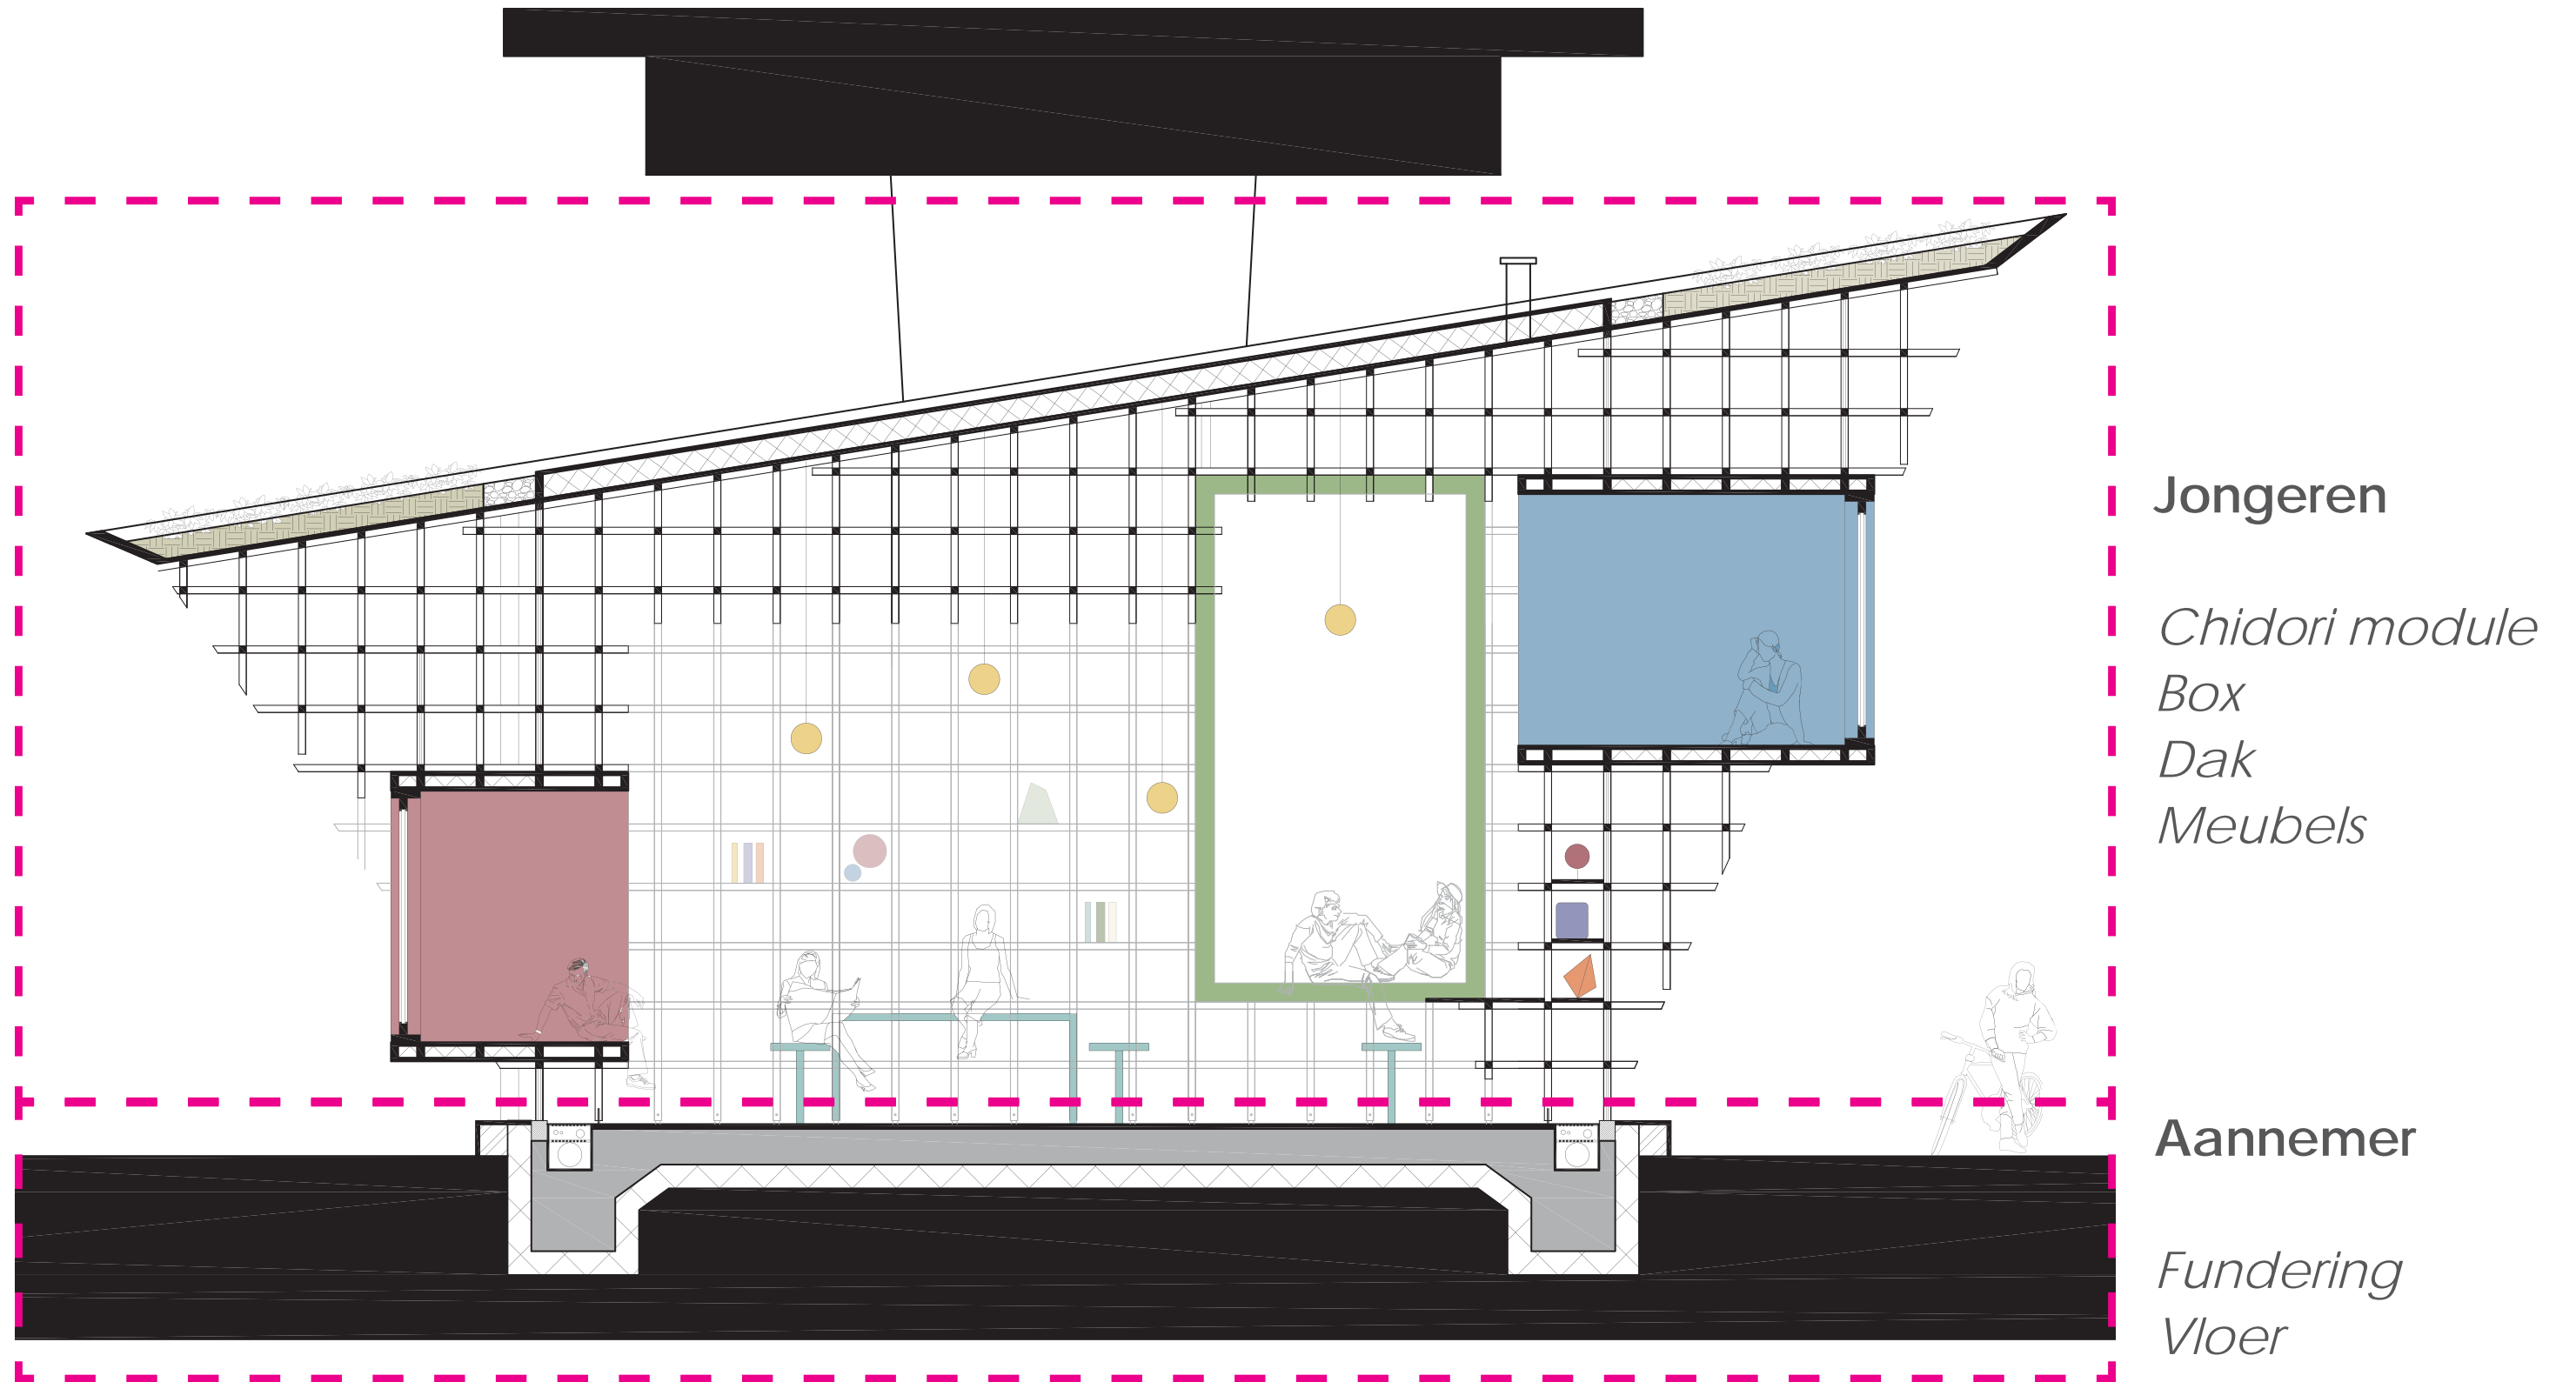 Jongeren
Chidori module
Box
Dak
Meubels
Aannemer
Fundering
Vloer